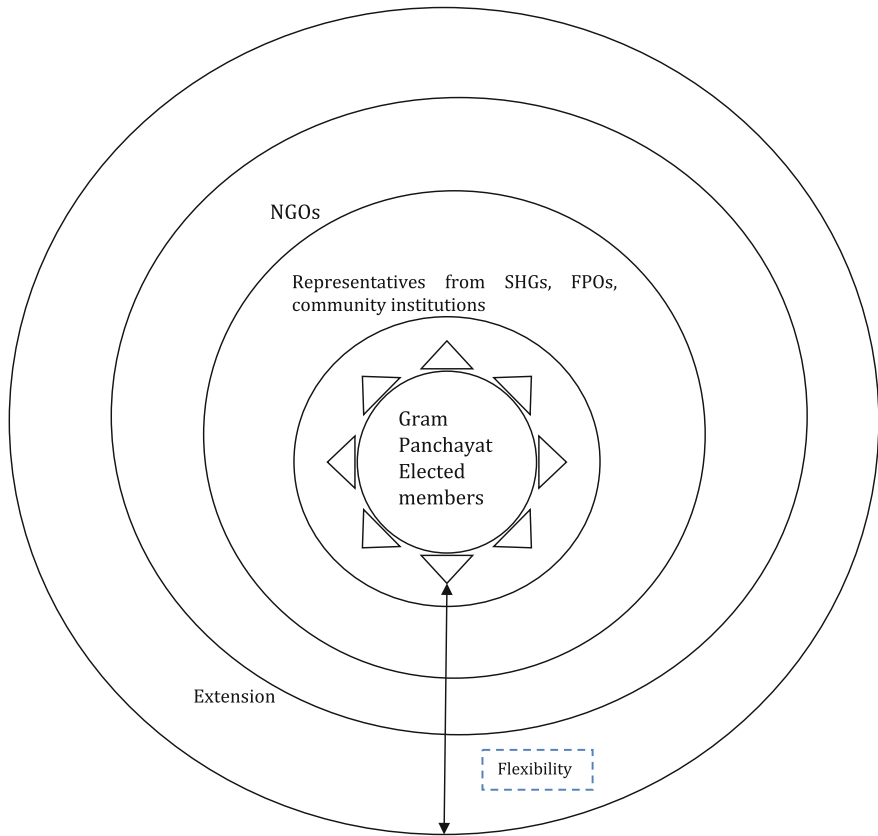 NGOs
Representatives from SHGs, FPOs,
community institutions
Gram
Panchayat
Elected
members
Extension
Flexibility